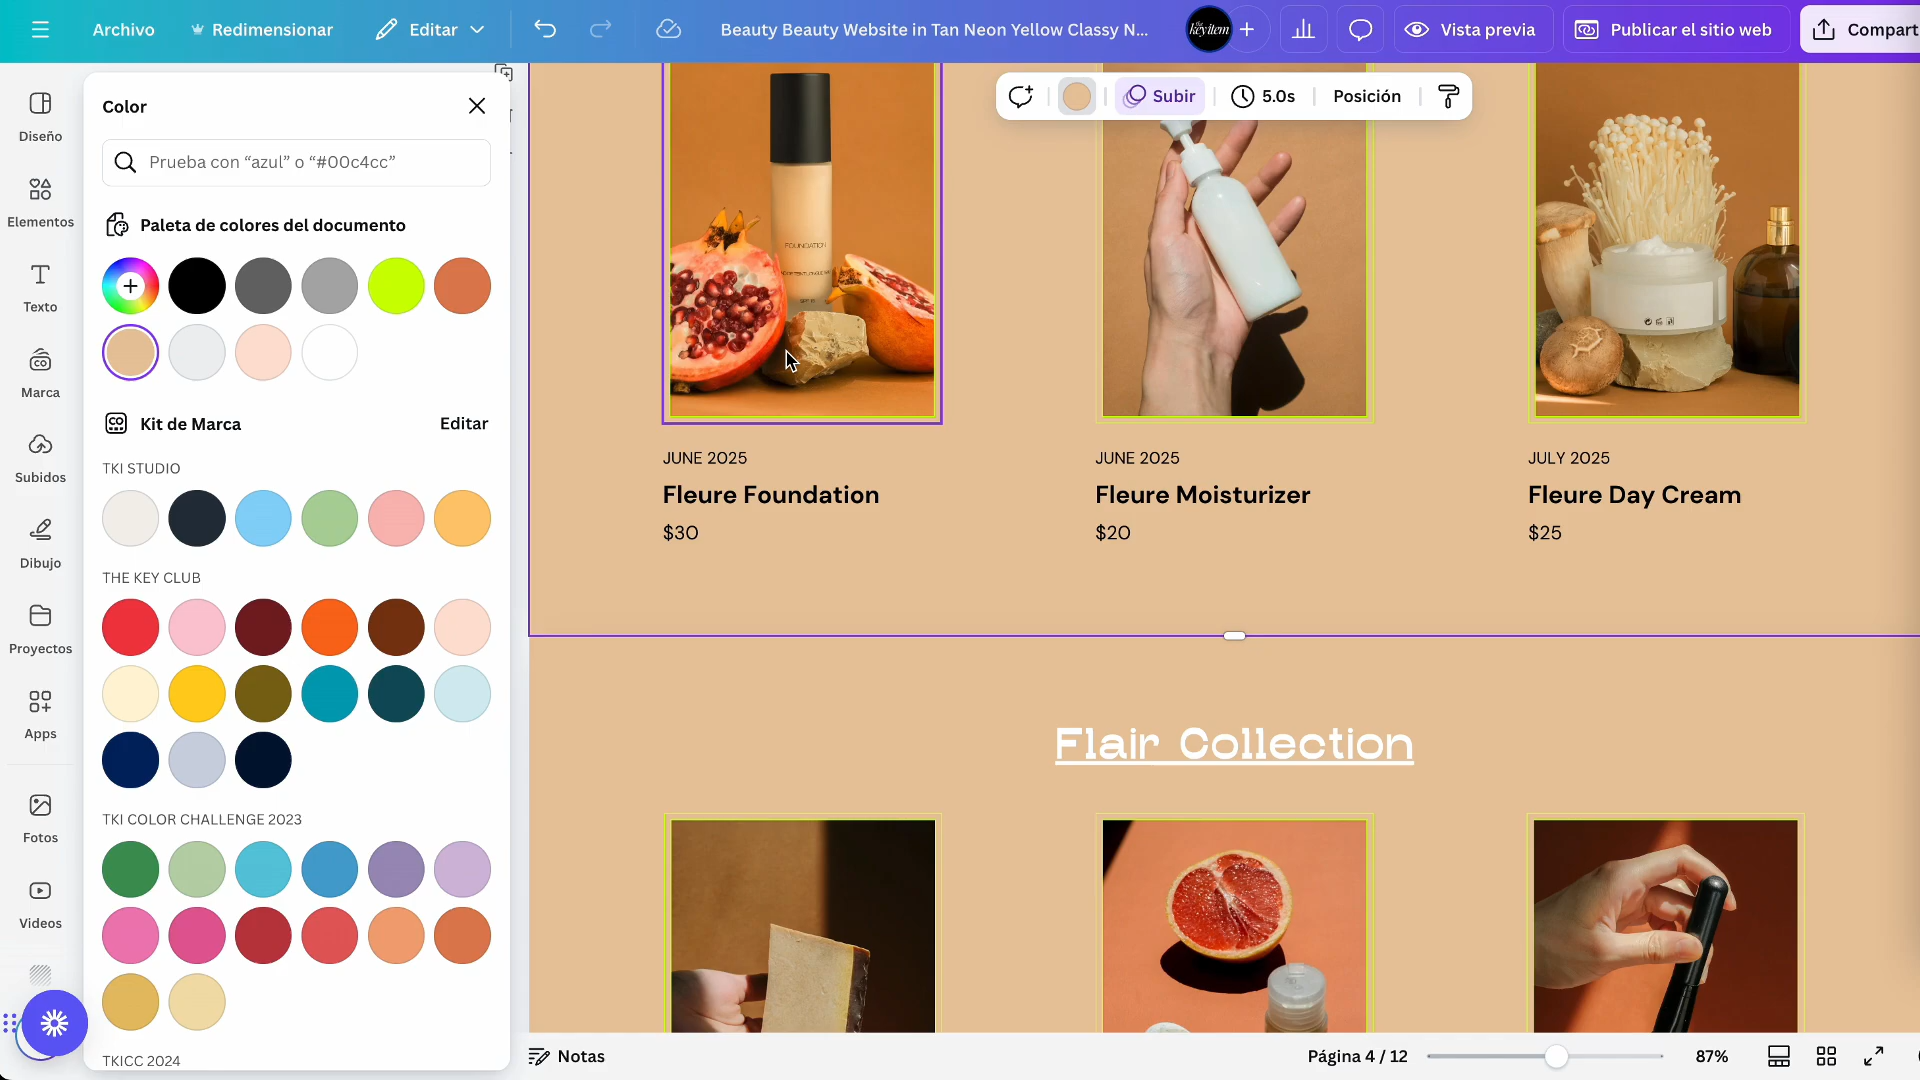 Archivo
Redimensionar
Editar
Beauty Beauty Website in Tan Neon Yellow Classy N...
the key item
Vista previa
Publicar el sitio web
Compart
Diseño
Elementos
Texto
Marca
Subidos
Dibujo
Proyectos
Apps
Fotos
Videos
Color
Prueba con “azul” o “#00c4cc”
Paleta de colores del documento
Kit de Marca
Editar
TKI STUDIO
THE KEY CLUB
TKI COLOR CHALLENGE 2023
TKICC 2024
Subir
5.0s
Posición
FOUNDATION
JUNE 2025
Fleure Foundation
$30
JUNE 2025
Fleure Moisturizer
$20
JULY 2025
Fleure Day Cream
$25
Flair Collection
Notas
Página 4 / 12
87%